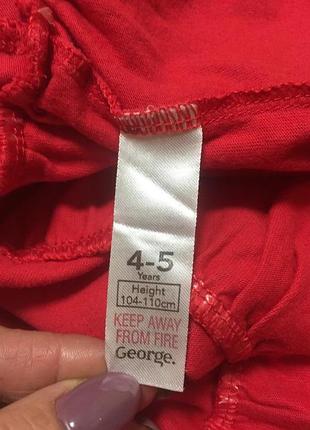 4-5
Years
Height
104-110cm
KEEP AWAY
FROM FIRE
George.